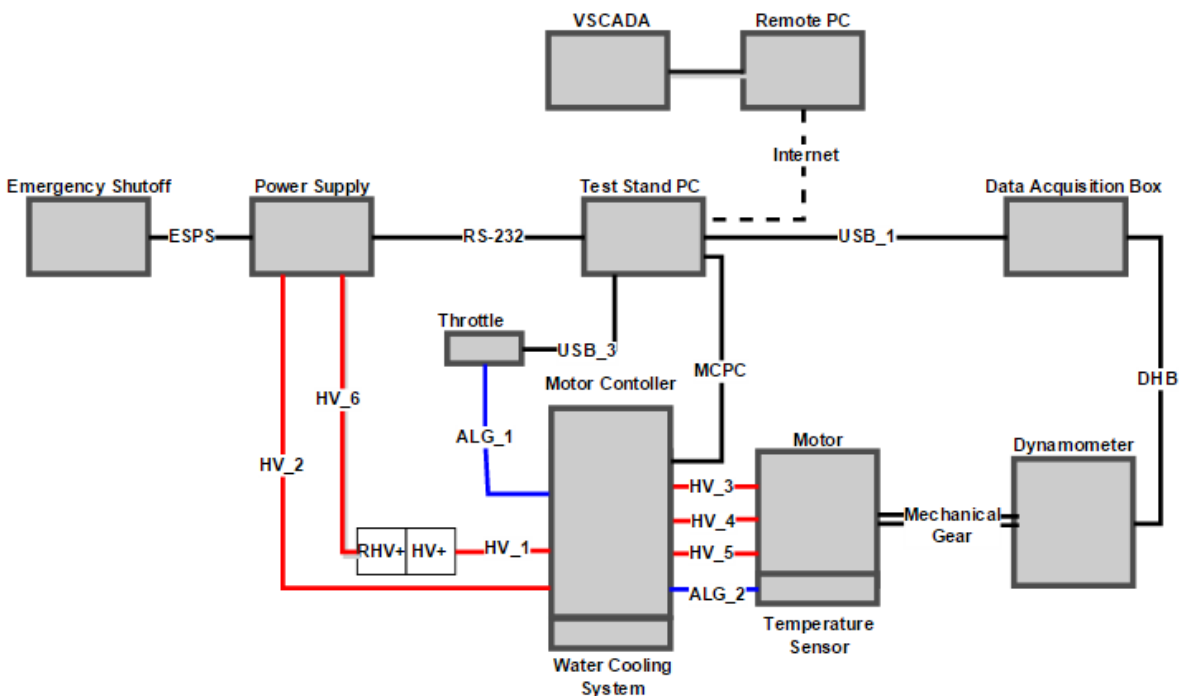 VSCADA
Remote PC
Internet
Emergency Shutoff
Power Supply
Test Stand PC
Data Acquisition Box
ESPS
RS-232
USB_1
Throttle
USB_3
MCPC
DHB
Motor Contoller
HV_6
ALG_1
HV_2
Motor
Dynamometer
HV_3
HV_4
HV_5
Mechanical
Gear
RHV+
HV+
HV_1
ALG_2
Temperature
Sensor
Water Cooling
System